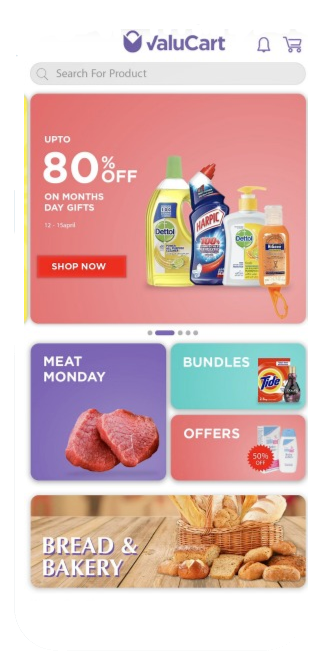 ValuCart
Search For Product
UPTO
80% OFF
ON MONTHS
DAY GIFTS
12 - 15april
SHOP NOW
Dettol
HARPIC
100%
Dettol
MEAT
MONDAY
BUNDLES
Tide
OFFERS
50%
OFF
BREAD &
BAKERY